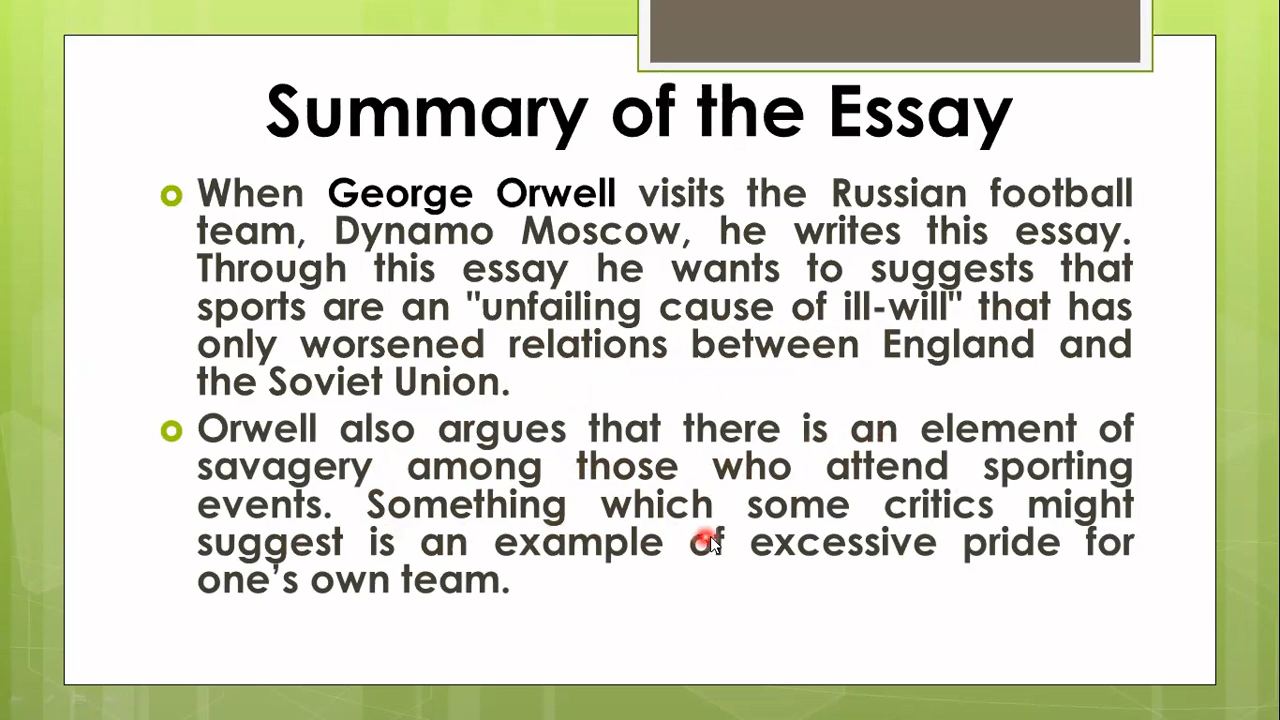 Summary of the Essay
When George Orwell visits the Russian football
team, Dynamo Moscow, he writes this essay.
Through this essay he wants to suggests that
sports are an "unfailing cause of ill-will" that has
only worsened relations between England and
the Soviet Union.
Orwell also argues that there is an element of
savagery among those who attend sporting
events. Something which some critics might
suggest is an example of excessive pride for
one's own team.